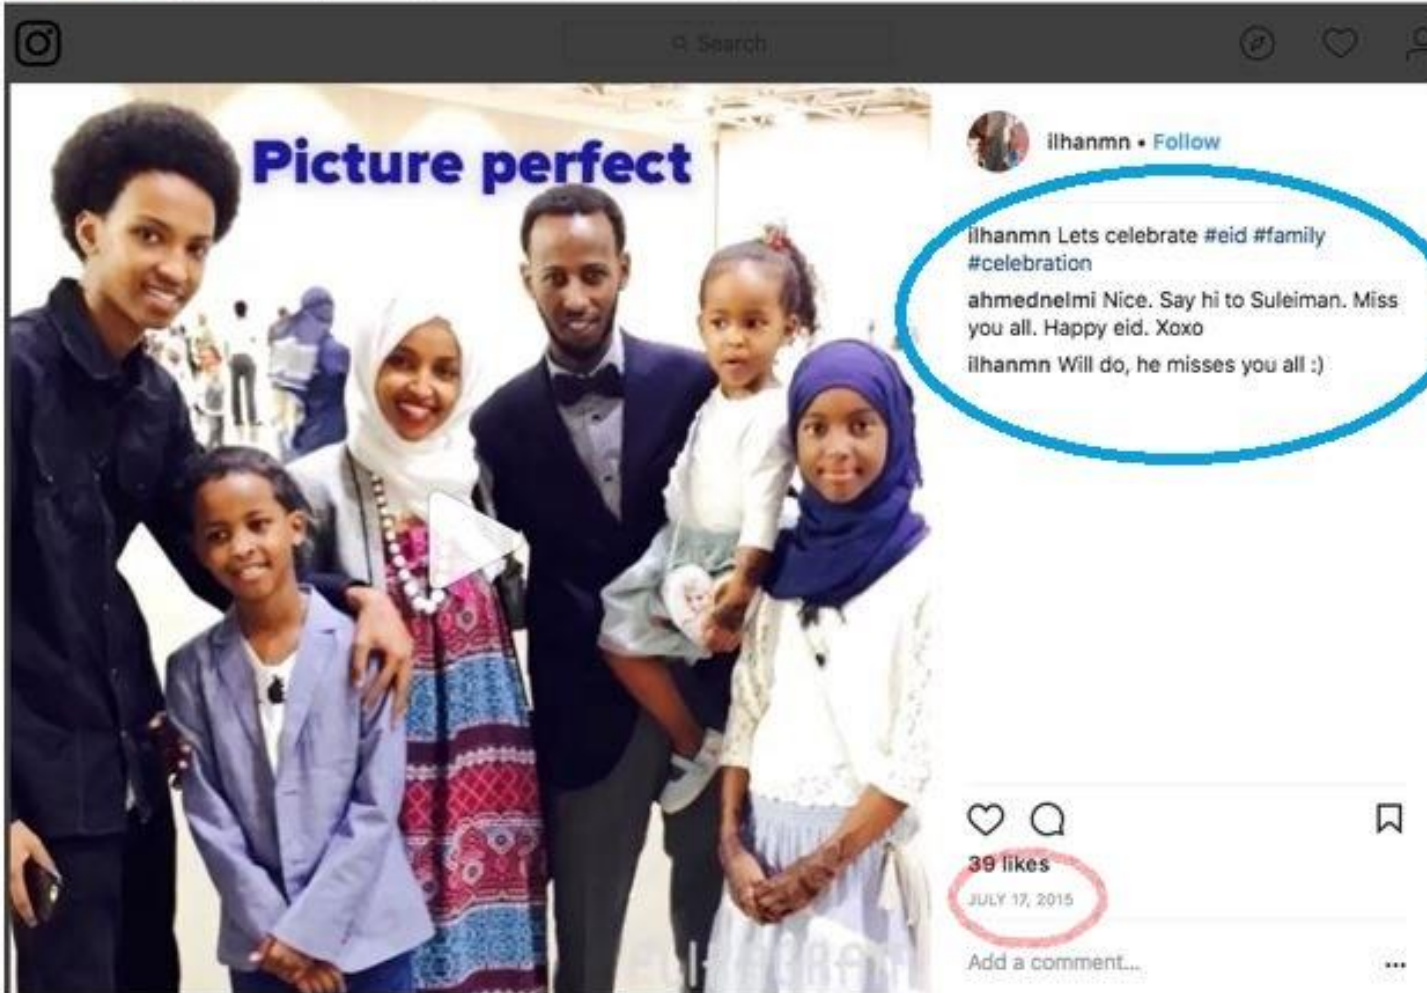 Search
Picture perfect
ilhanmn • Follow
ilhanmn Lets celebrate #eid #family
#celebration
ahmednelmi Nice. Say hi to Suleiman. Miss
you all. Happy eid. Xoxo
ilhanmn Will do, he misses you all :)
39 likes
JULY 17, 2015
Add a comment...